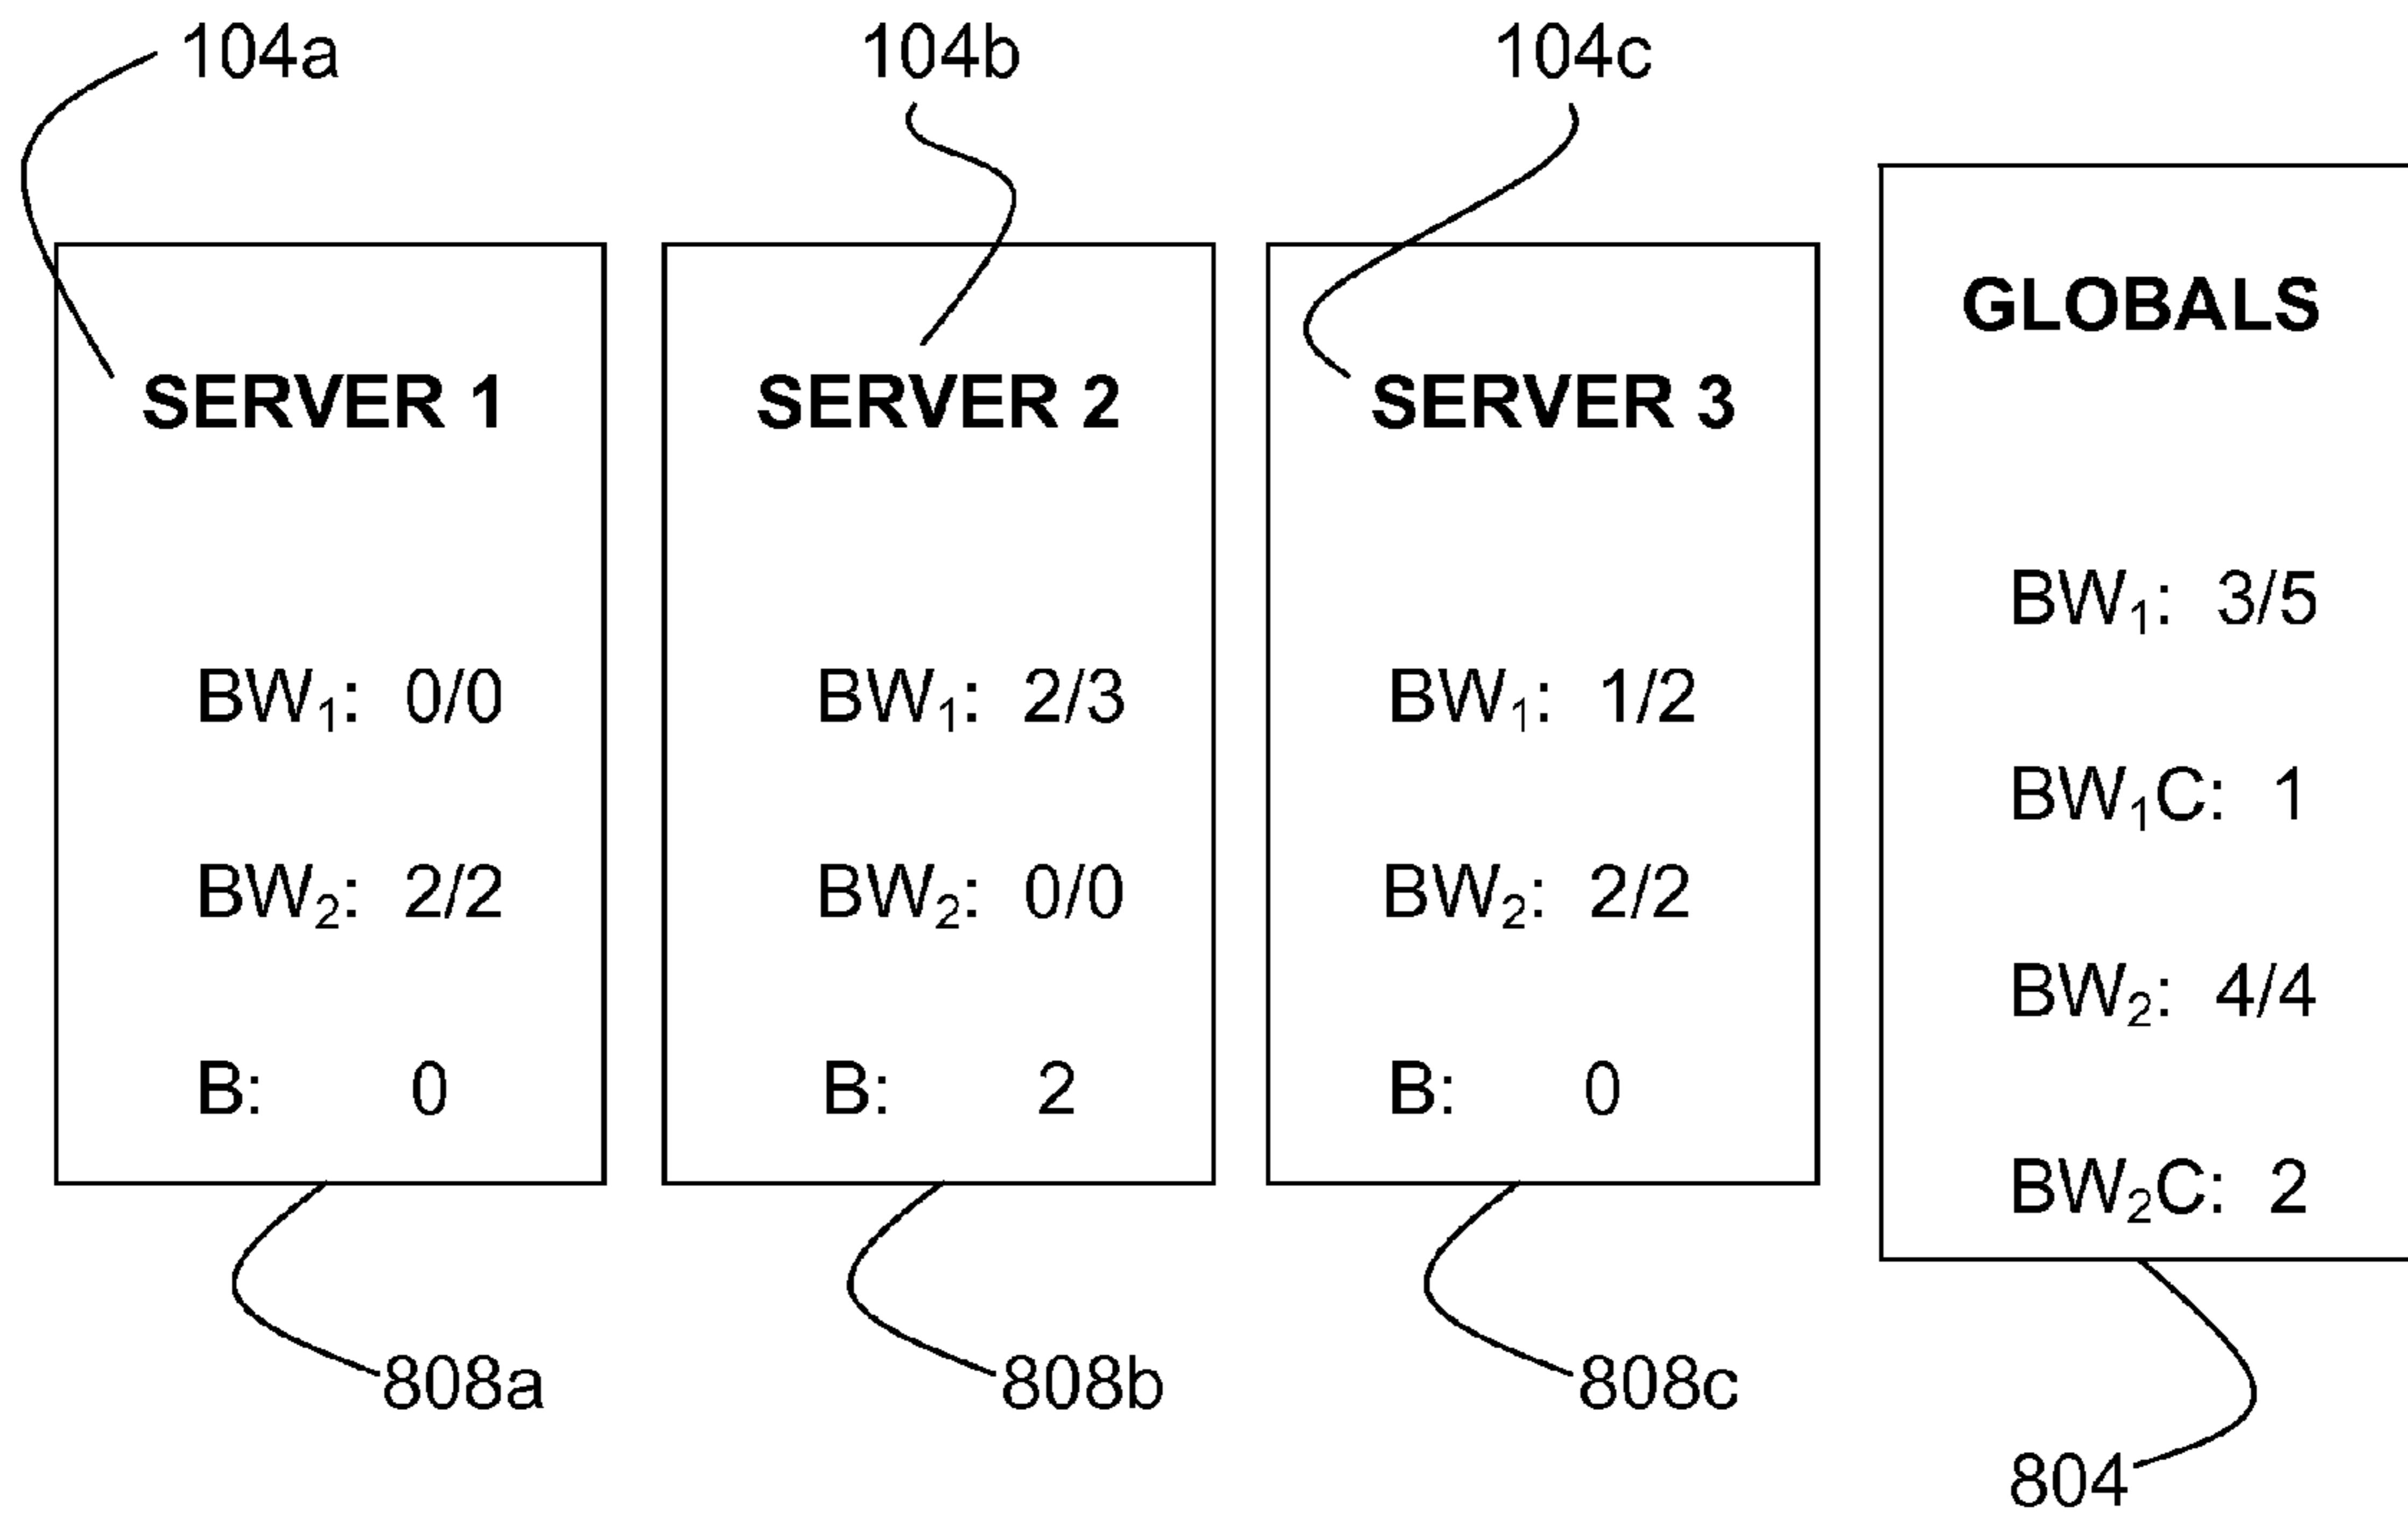 104a
104b
104c
SERVER 1
BW₁: 0/0
BW₂: 2/2
B: 0
808a
SERVER 2
BW₁: 2/3
BW₂: 0/0
B: 2
808b
SERVER 3
BW₁: 1/2
BW₂: 2/2
B: 0
808c
GLOBALS
BW₁: 3/5
BW₁C: 1
BW₂: 4/4
BW₂C: 2
804